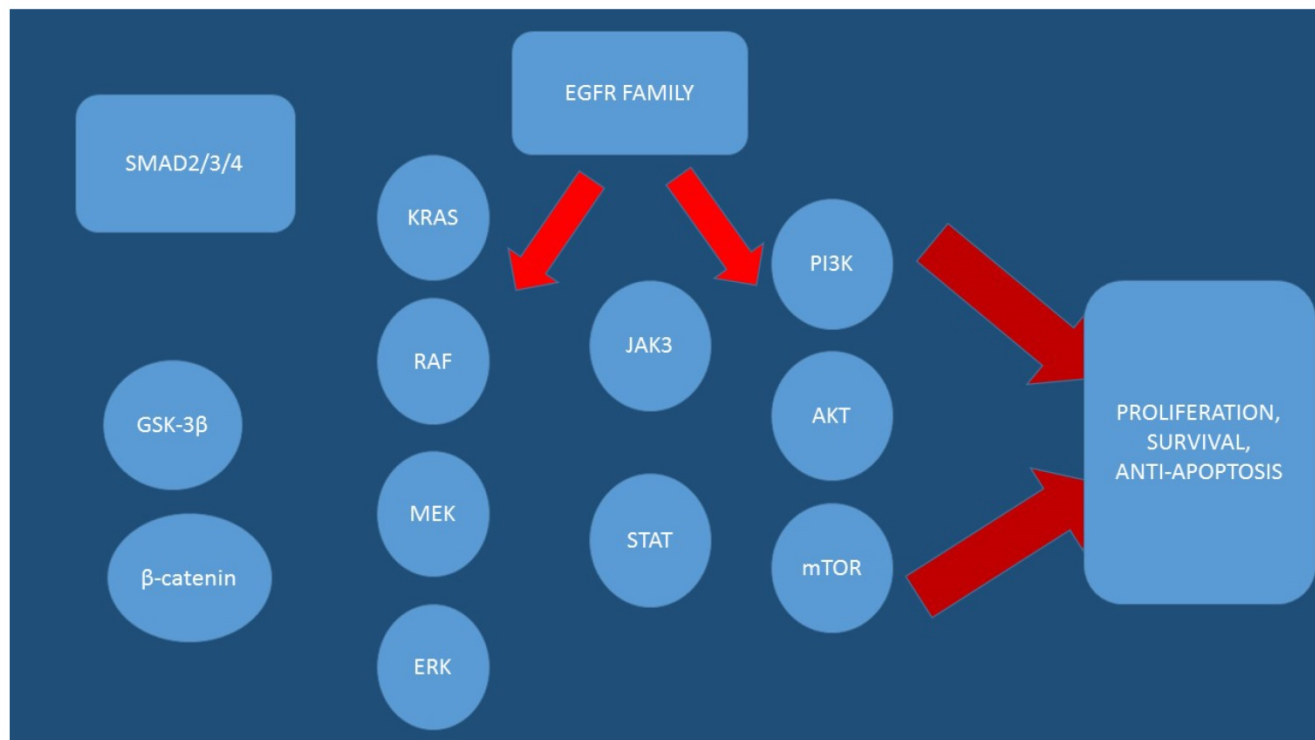 EGFR FAMILY
SMAD2/3/4
KRAS
PI3K
RAF
JAK3
AKT
GSK-3β
PROLIFERATION,
SURVIVAL,
ANTI-APOPTOSIS
MEK
STAT
mTOR
β-catenin
ERK